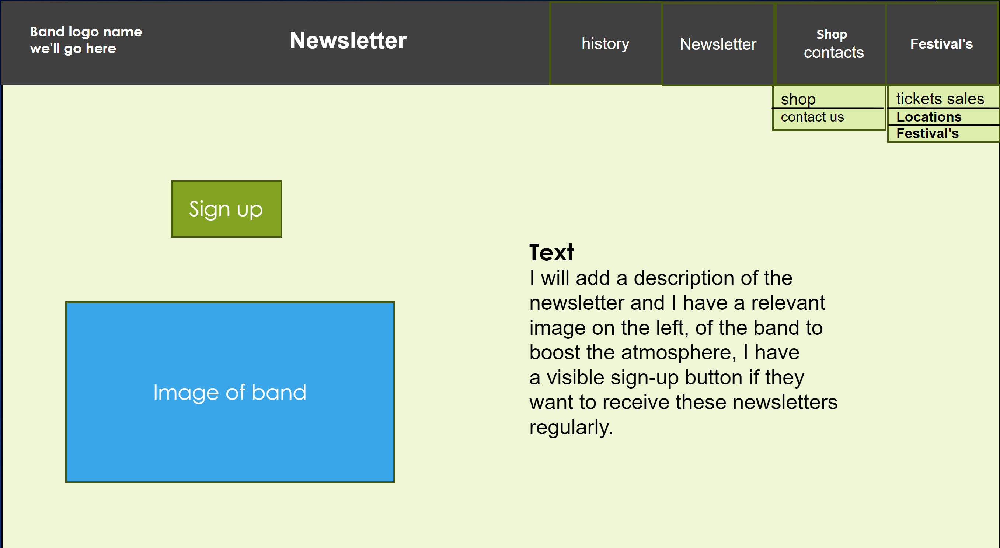 Band logo name
we'll go here
Newsletter
history
Newsletter
Shop
contacts
Festival's
shop
contact us
tickets sales
Locations
Festival's
Sign up
Image of band
Text
I will add a description of the
newsletter and I have a relevant
image on the left, of the band to
boost the atmosphere, I have
a visible sign-up button if they
want to receive these newsletters
regularly.